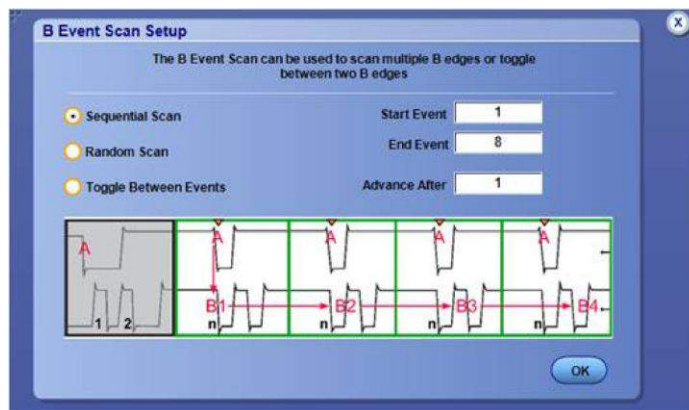 B Event Scan Setup
X
The B Event Scan can be used to scan multiple B edges or toggle
between two B edges
Sequential Scan
Start Event 1
End Event 8
Random Scan
Toggle Between Events
Advance After 1
A A A A A
B1 B2 B3 B4
1 2 n n n n
OK